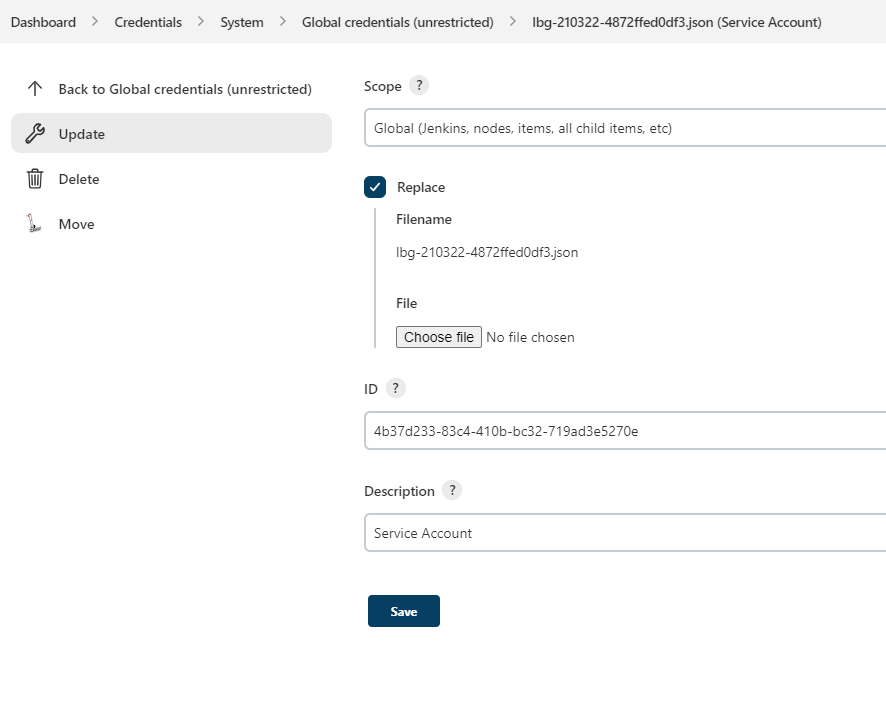 Dashboard > Credentials > System > Global credentials (unrestricted) > lbg-210322-4872ffed0df3.json (Service Account)
Back to Global credentials (unrestricted)
Update
Delete
Move
Scope ?
Global (Jenkins, nodes, items, all child items, etc)
Replace
Filename
lbg-210322-4872ffed0df3.json
File
Choose file No file chosen
ID ?
4b37d233-83c4-410b-bc32-719ad3e5270e
Description ?
Service Account
Save